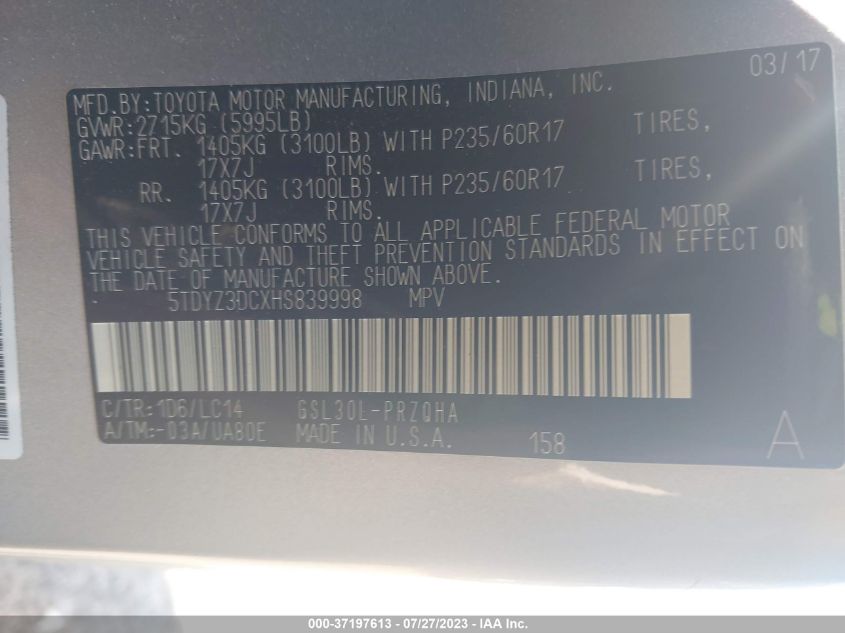 03/17
MFD.BY:TOYOTA MOTOR MANUFACTURING, INDIANA, INC.
GVWR:2715KG (5995LB)
GAWR:FRT. 1405KG (3100LB) WITH P235/60R17 TIRES,
17X7J RIMS.
RR. 1405KG (3100LB) WITH P235/60R17 TIRES,
17X7J RIMS.
THIS VEHICLE CONFORMS TO ALL APPLICABLE FEDERAL MOTOR
VEHICLE SAFETY AND THEFT PREVENTION STANDARDS IN EFFECT ON
THE DATE OF MANUFACTURE SHOWN ABOVE.
5TDYZ3DCXHS839998 MPV
C/TR:1D6/LC14 GSL30L-PRZQHA
A/TM:-03A/UA80E MADE IN U.S.A. 158 A
000-37197613 - 07/27/2023 - IAA Inc.